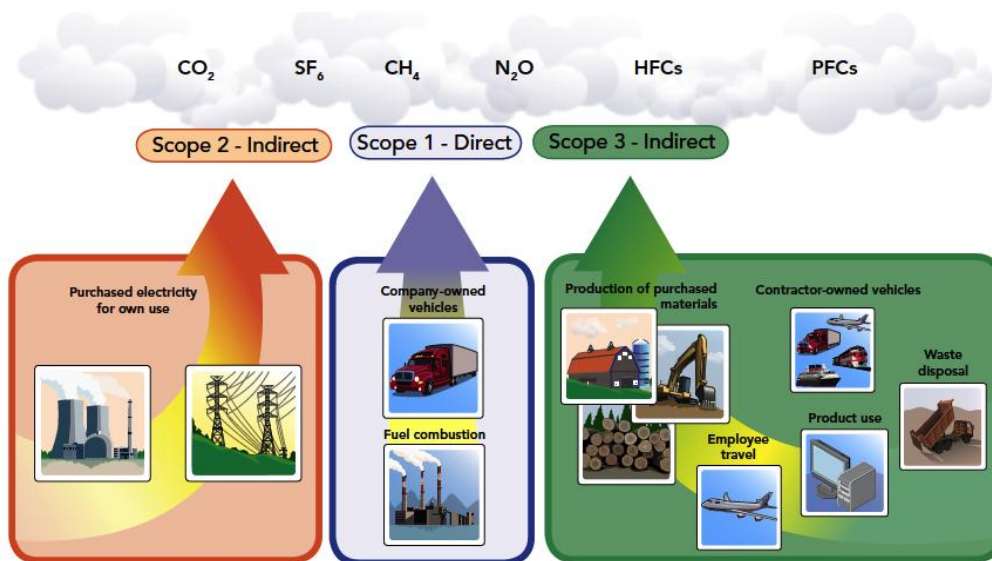 CO₂ SF₆ CH₄ N₂O HFCs PFCs
Scope 2 - Indirect
Scope 1 - Direct
Scope 3 - Indirect
Purchased electricity
for own use
Company-owned
vehicles
Fuel combustion
Production of purchased
materials
Contractor-owned vehicles
Waste
disposal
Employee
travel
Product use